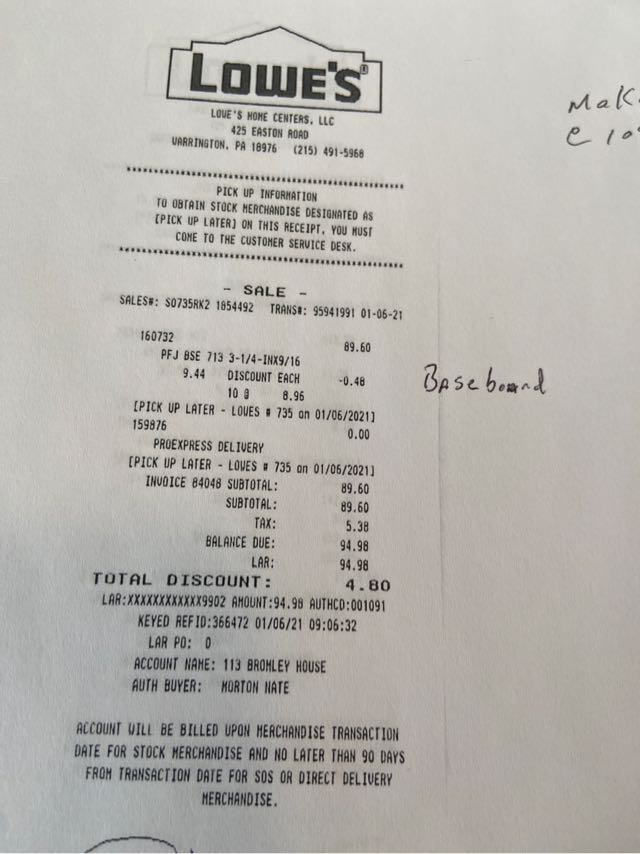 LOWE'S®
LOWE'S HOME CENTERS, LLC
425 EASTON ROAD
WARRINGTON, PA 18976 (215) 491-5968
Mak
e 10
PICK UP INFORMATION
TO OBTAIN STOCK MERCHANDISE DESIGNATED AS
[PICK UP LATER] ON THIS RECEIPT, YOU MUST
COME TO THE CUSTOMER SERVICE DESK.
- SALE -
SALES#: S0735RK2 1854492 TRANS#: 95941991 01-06-21
160732 89.60
PFJ BSE 713 3-1/4-INX9/16
9.44 DISCOUNT EACH -0.48
10 @ 8.96
Baseboard
[PICK UP LATER - LOWES # 735 on 01/06/2021]
159876 0.00
PROEXPRESS DELIVERY
[PICK UP LATER - LOWES # 735 on 01/06/2021]
INVOICE 84048 SUBTOTAL: 89.60
SUBTOTAL: 89.60
TAX: 5.38
BALANCE DUE: 94.98
LAR: 94.98
TOTAL DISCOUNT: 4.80
LAR:XXXXXXXXXXXX9902 AMOUNT:94.98 AUTHCD:001091
KEYED REFID:366472 01/06/21 09:06:32
LAR PO: 0
ACCOUNT NAME: 113 BROMLEY HOUSE
AUTH BUYER: MORTON NATE
ACCOUNT WILL BE BILLED UPON MERCHANDISE TRANSACTION
DATE FOR STOCK MERCHANDISE AND NO LATER THAN 90 DAYS
FROM TRANSACTION DATE FOR SOS OR DIRECT DELIVERY
MERCHANDISE.